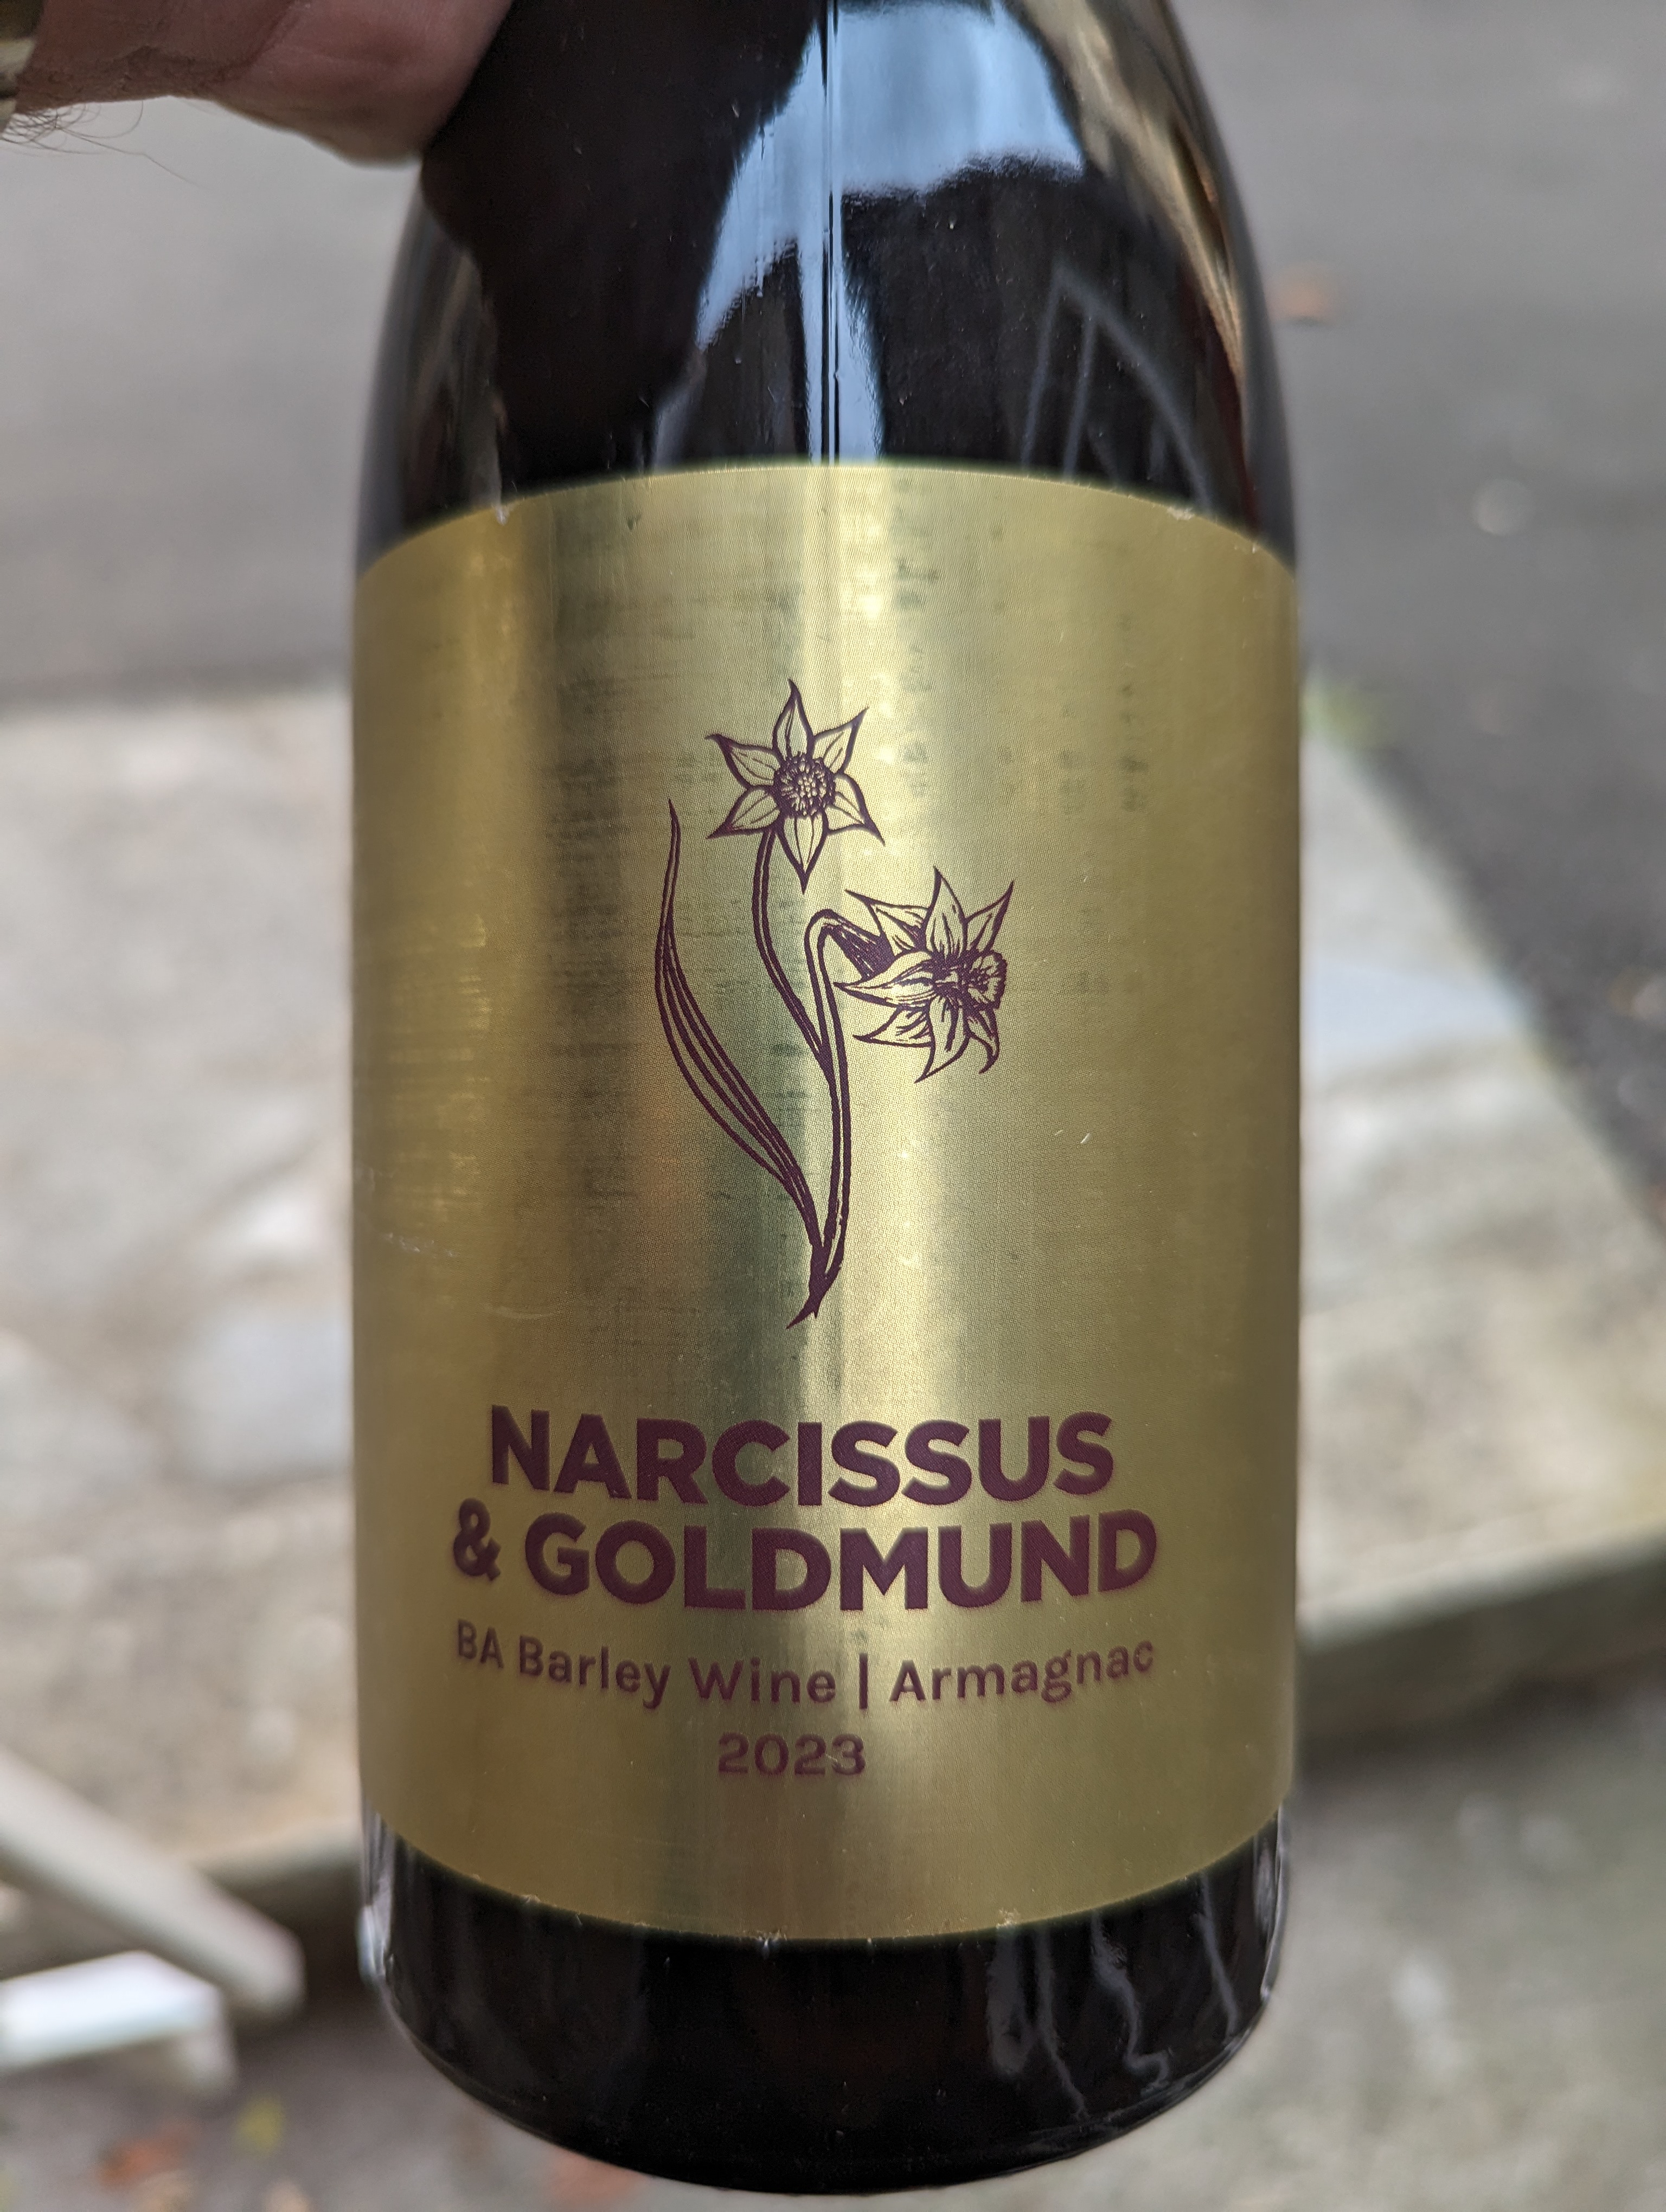 NARCISSUS
& GOLDMUND
BA Barley Wine | Armagnac
2023